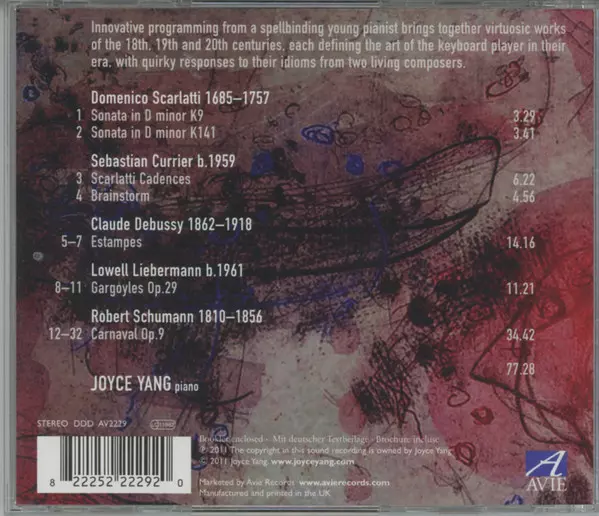 Innovative programming from a spellbinding young pianist brings together virtuosic works
of the 18th, 19th and 20th centuries, each defining the art of the keyboard player in their
era, with quirky responses to their idioms from two living composers.
Domenico Scarlatti 1685–1757
1 Sonata in D minor K9 3.29
2 Sonata in D minor K141 3.41
Sebastian Currier b.1959
3 Scarlatti Cadences 6.22
4 Brainstorm 4.56
Claude Debussy 1862–1918
5–7 Estampes 14.16
Lowell Liebermann b.1961
8–11 Gargoyles Op.29 11.21
Robert Schumann 1810–1856
12–32 Carnaval Op.9 34.42
77.28
JOYCE YANG piano
STEREO DDD AV2229
Booklet enclosed · Mit deutscher Textbeilage · Brochure incluse
℗ 2011 The copyright in this sound recording is owned by Joyce Yang
© 2011 Joyce Yang. www.joyceyang.com
Marketed by Avie Records www.avierecords.com
Manufactured and printed in the UK
8 22252 22292 0
A
AVIE